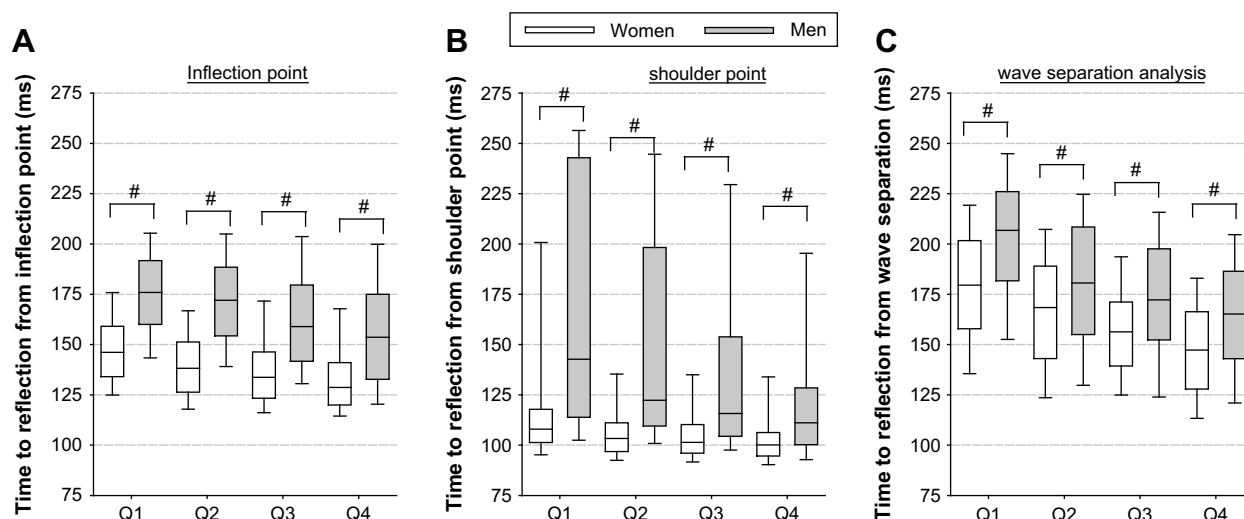 Women
Men
A
Inflection point
Time to reflection from inflection point (ms)
275
250
225
200
175
150
125
100
75
#
#
#
#
Q1
Q2
Q3
Q4
B
shoulder point
Time to reflection from shoulder point (ms)
275
250
225
200
175
150
125
100
75
#
#
#
#
Q1
Q2
Q3
Q4
C
wave separation analysis
Time to reflection from wave separation (ms)
275
250
225
200
175
150
125
100
75
#
#
#
#
Q1
Q2
Q3
Q4